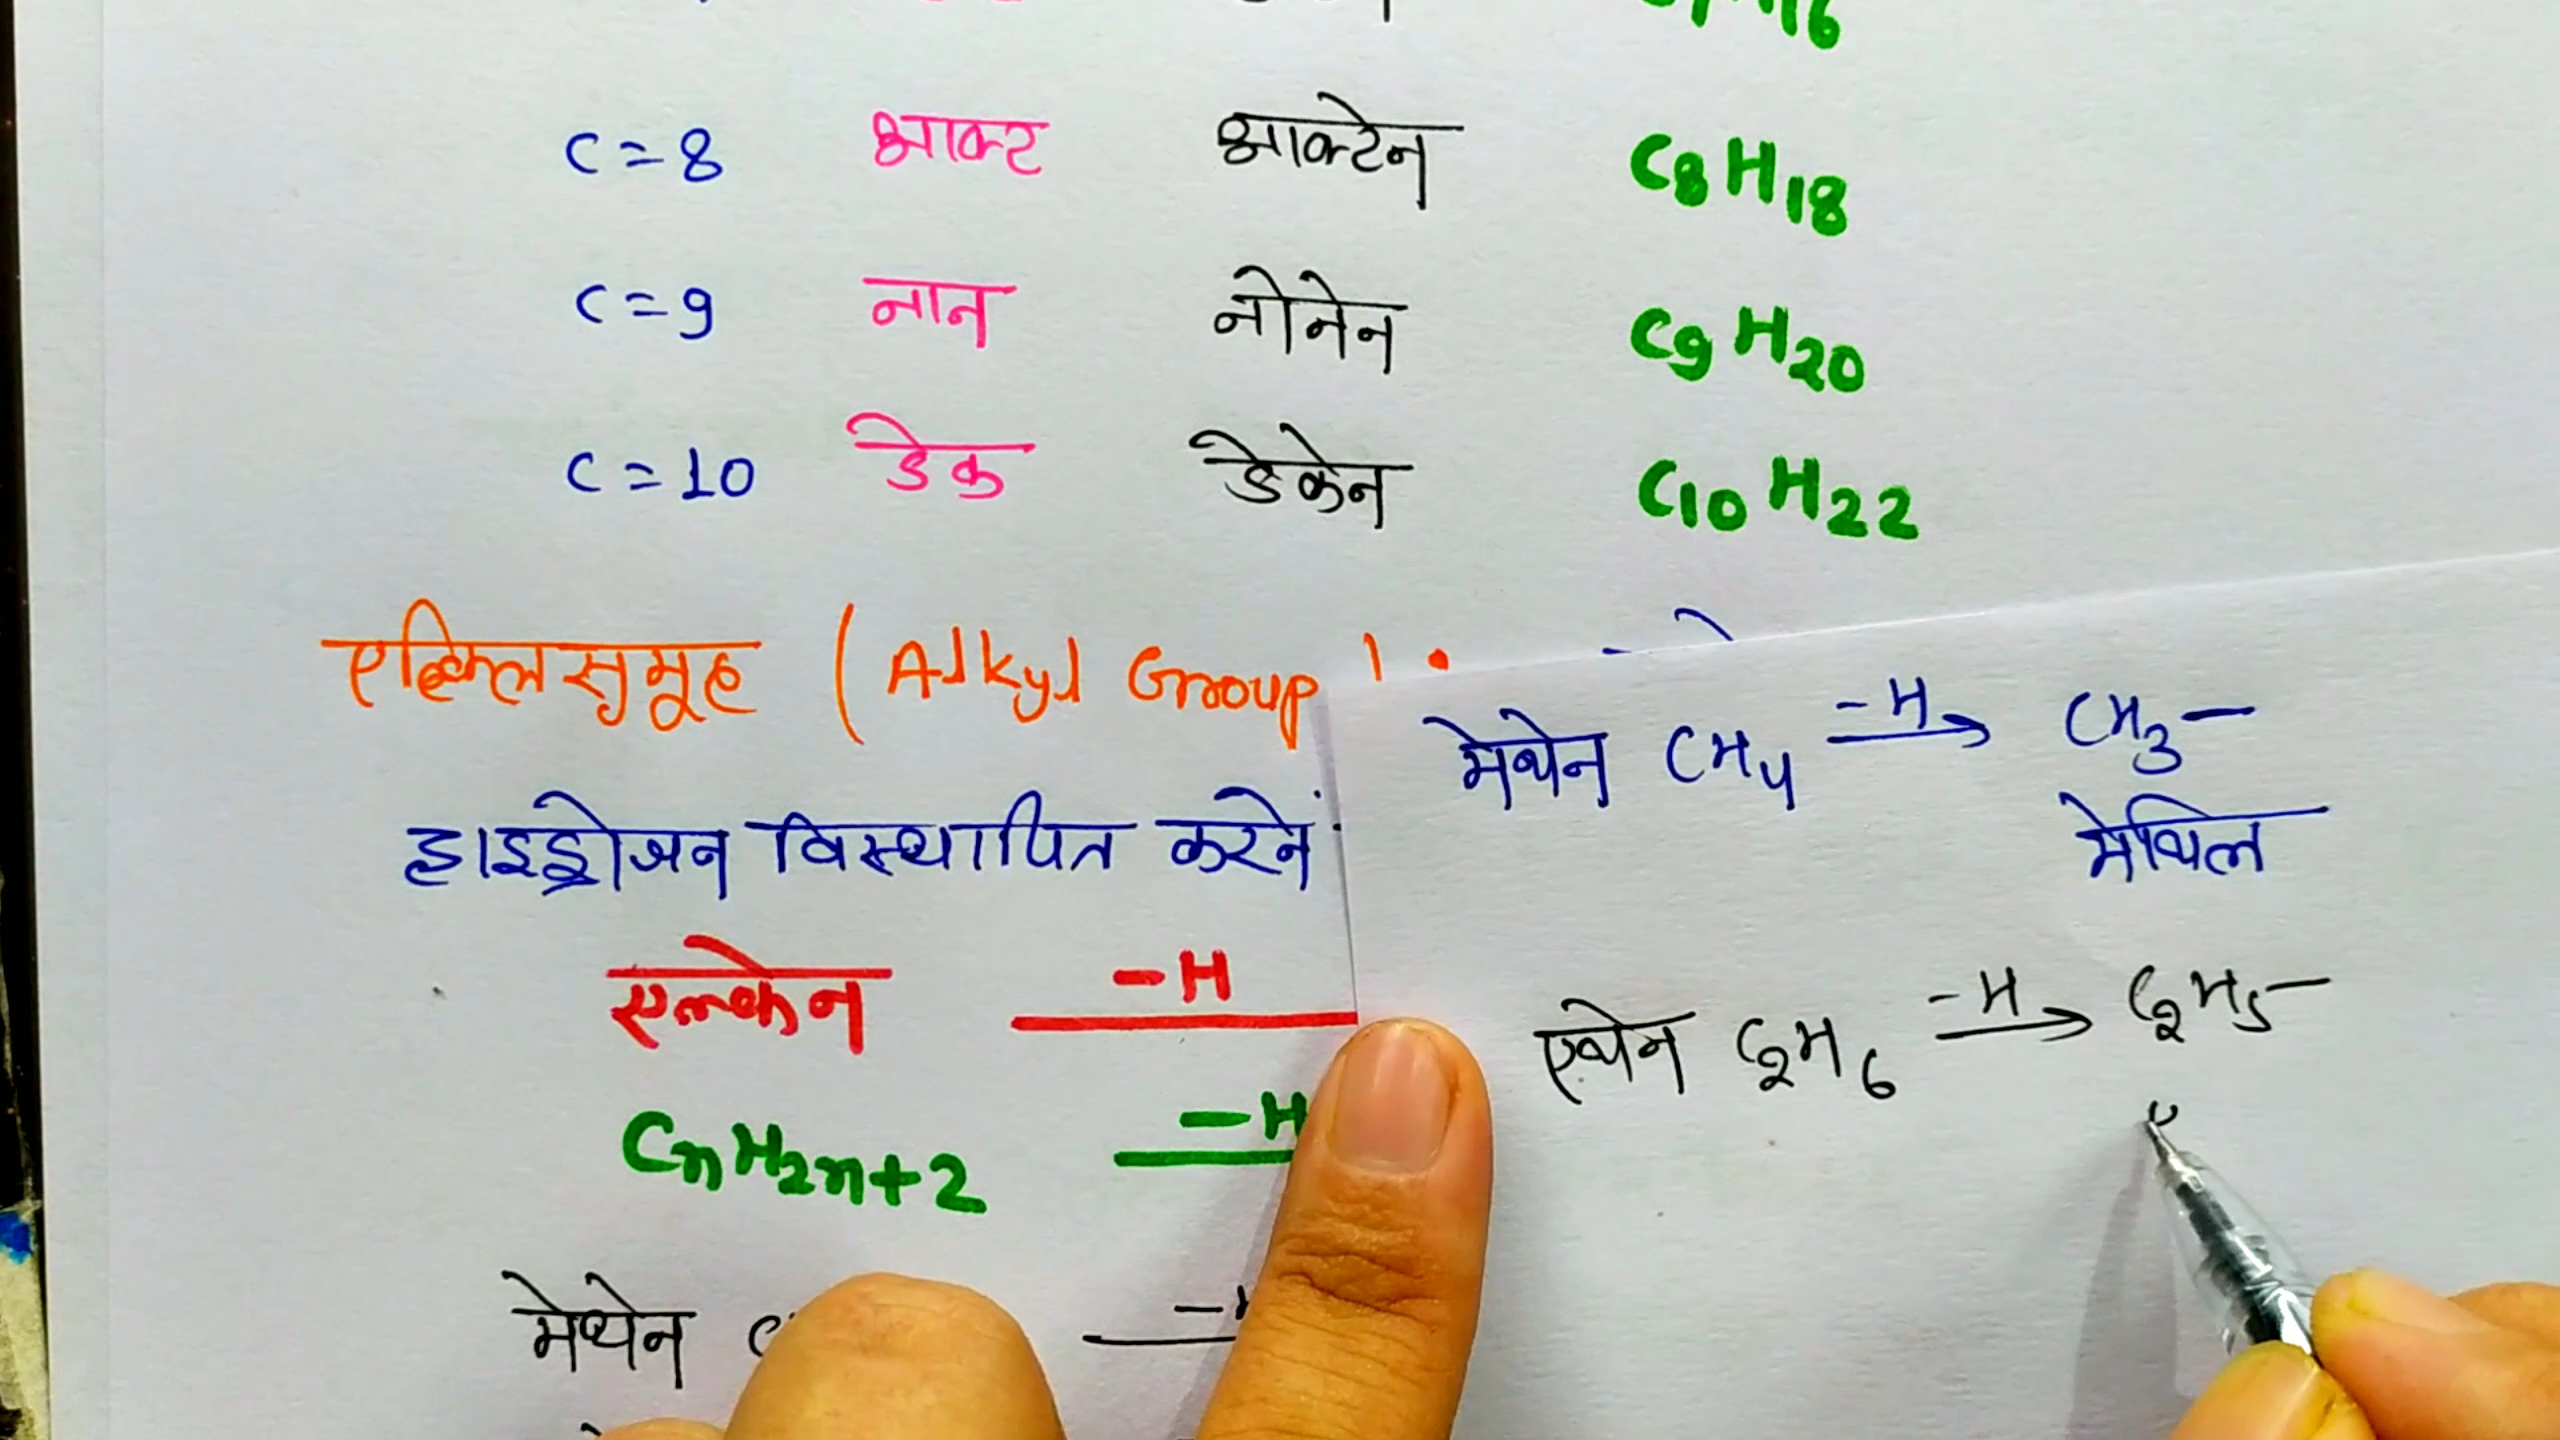 C=8 आक्ट आक्टेन C8H18
C=9 नान नोनेन C9H20
C=10 डेक डेकेन C10H22
एल्किल समूह (Alkyl Group
हाइड्रोजन विस्थापित करने
एल्केन -H
CnH2n+2 -H
मेथेन
मेथेन CH4 -H→ CH3-
मेथिल
एथेन C2H6 -H→ C2H5-